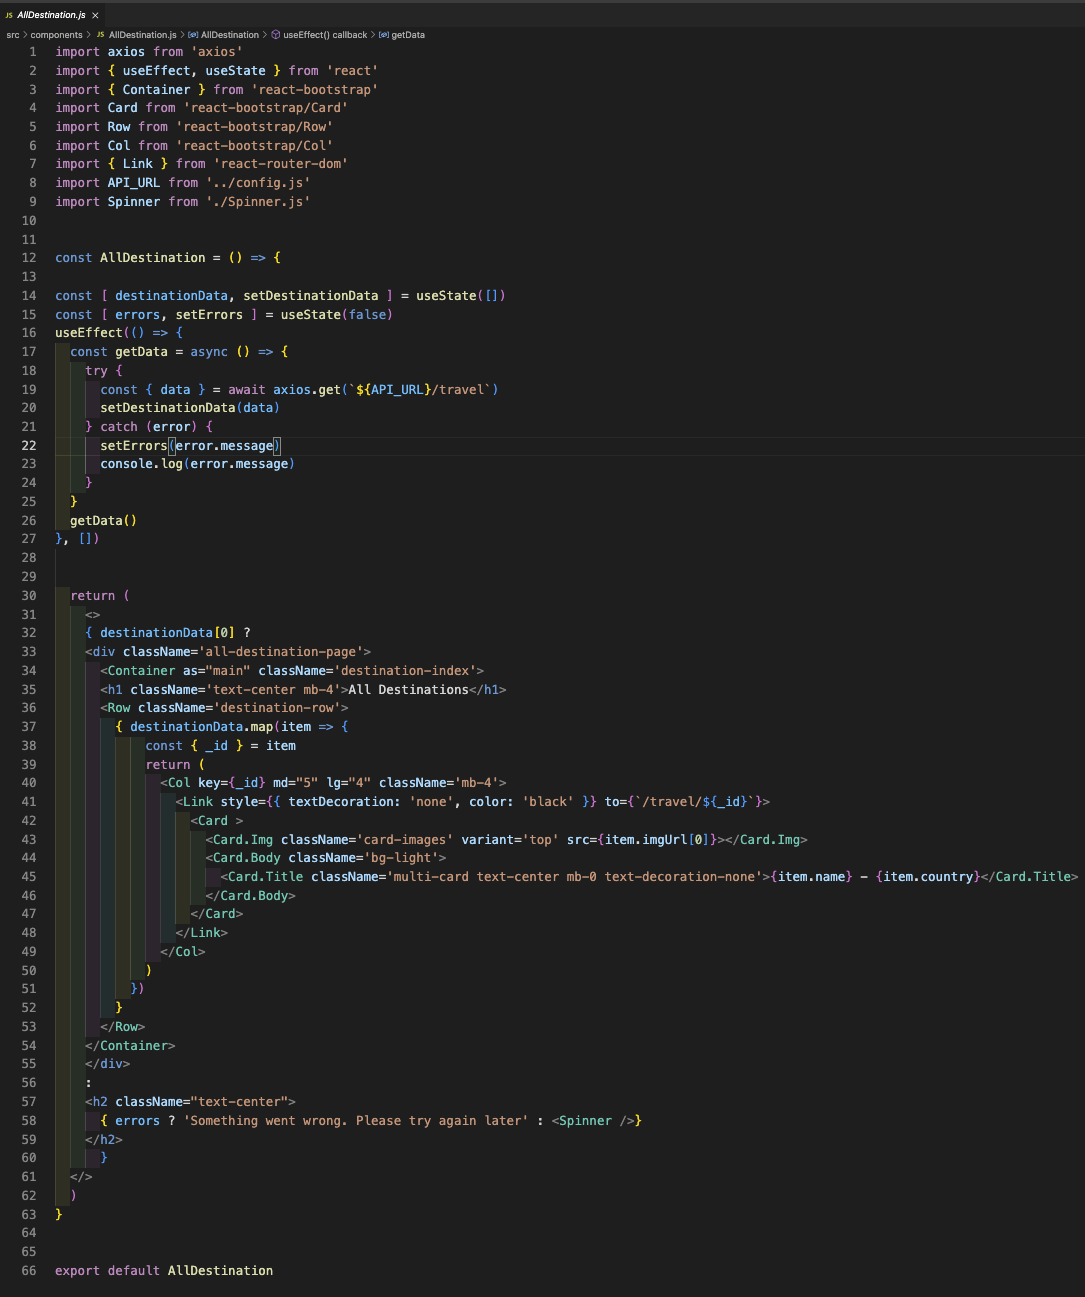 JS AllDestination.js ×
src > components > JS AllDestination.js > AllDestination > useEffect() callback > getData
1 import axios from 'axios'
2 import { useEffect, useState } from 'react'
3 import { Container } from 'react-bootstrap'
4 import Card from 'react-bootstrap/Card'
5 import Row from 'react-bootstrap/Row'
6 import Col from 'react-bootstrap/Col'
7 import { Link } from 'react-router-dom'
8 import API_URL from '../config.js'
9 import Spinner from './Spinner.js'
10
11
12 const AllDestination = () => {
13
14 const [ destinationData, setDestinationData ] = useState([])
15 const [ errors, setErrors ] = useState(false)
16 useEffect(() => {
17   const getData = async () => {
18     try {
19       const { data } = await axios.get(`${API_URL}/travel`)
20       setDestinationData(data)
21     } catch (error) {
22       setErrors(error.message)
23       console.log(error.message)
24     }
25   }
26   getData()
27 }, [])
28
29
30   return (
31     <>
32     { destinationData[0] ?
33     <div className='all-destination-page'>
34       <Container as="main" className='destination-index'>
35       <h1 className='text-center mb-4'>All Destinations</h1>
36       <Row className='destination-row'>
37         { destinationData.map(item => {
38             const { _id } = item
39             return (
40               <Col key={_id} md="5" lg="4" className='mb-4'>
41                 <Link style={{ textDecoration: 'none', color: 'black' }} to={`/travel/${_id}`}>
42                   <Card >
43                     <Card.Img className='card-images' variant='top' src={item.imgUrl[0]}></Card.Img>
44                     <Card.Body className='bg-light'>
45                       <Card.Title className='multi-card text-center mb-0 text-decoration-none'>{item.name} - {item.country}</Card.Title>
46                     </Card.Body>
47                   </Card>
48                 </Link>
49               </Col>
50             )
51           })
52         }
53       </Row>
54     </Container>
55     </div>
56     :
57     <h2 className="text-center">
58       { errors ? 'Something went wrong. Please try again later' : <Spinner />}
59     </h2>
60       }
61   </>
62   )
63 }
64
65
66 export default AllDestination